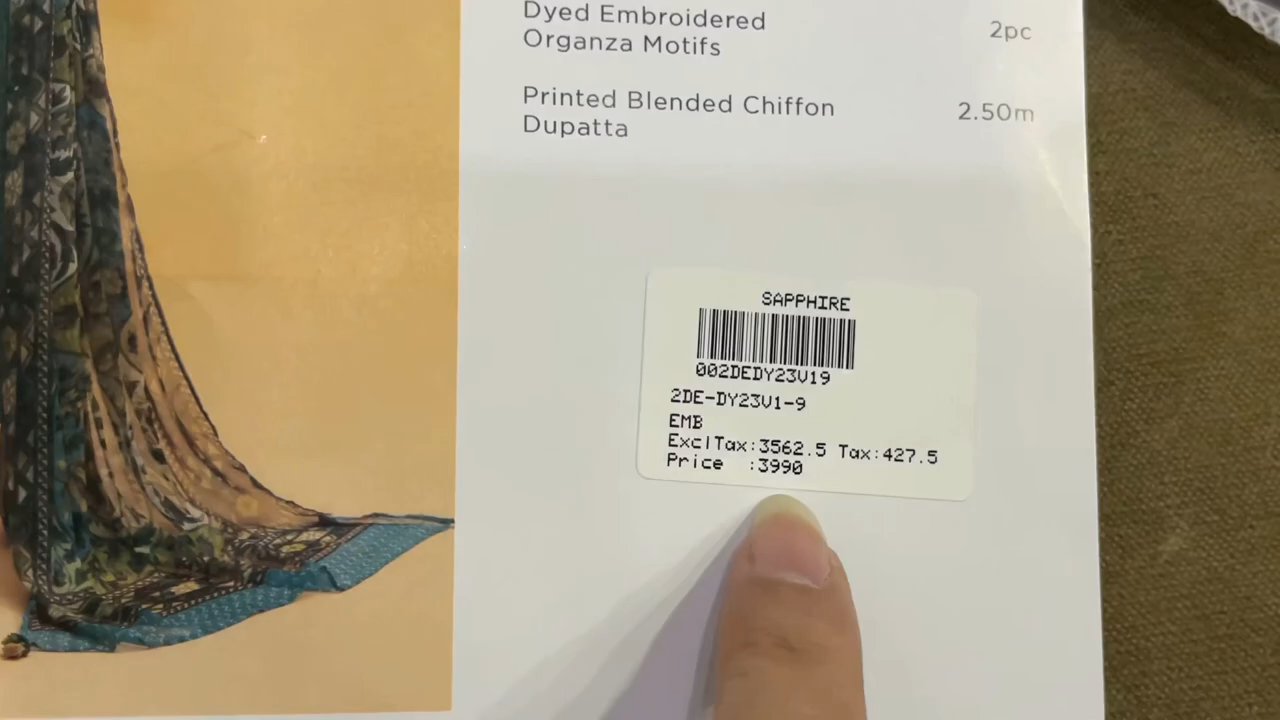 Dyed Embroidered
Organza Motifs
2pc
Printed Blended Chiffon
Dupatta
2.50m
SAPPHIRE
002DEDY23V19
2DE-DY23V1-9
EMB
ExclTax:3562.5 Tax:427.5
Price :3990